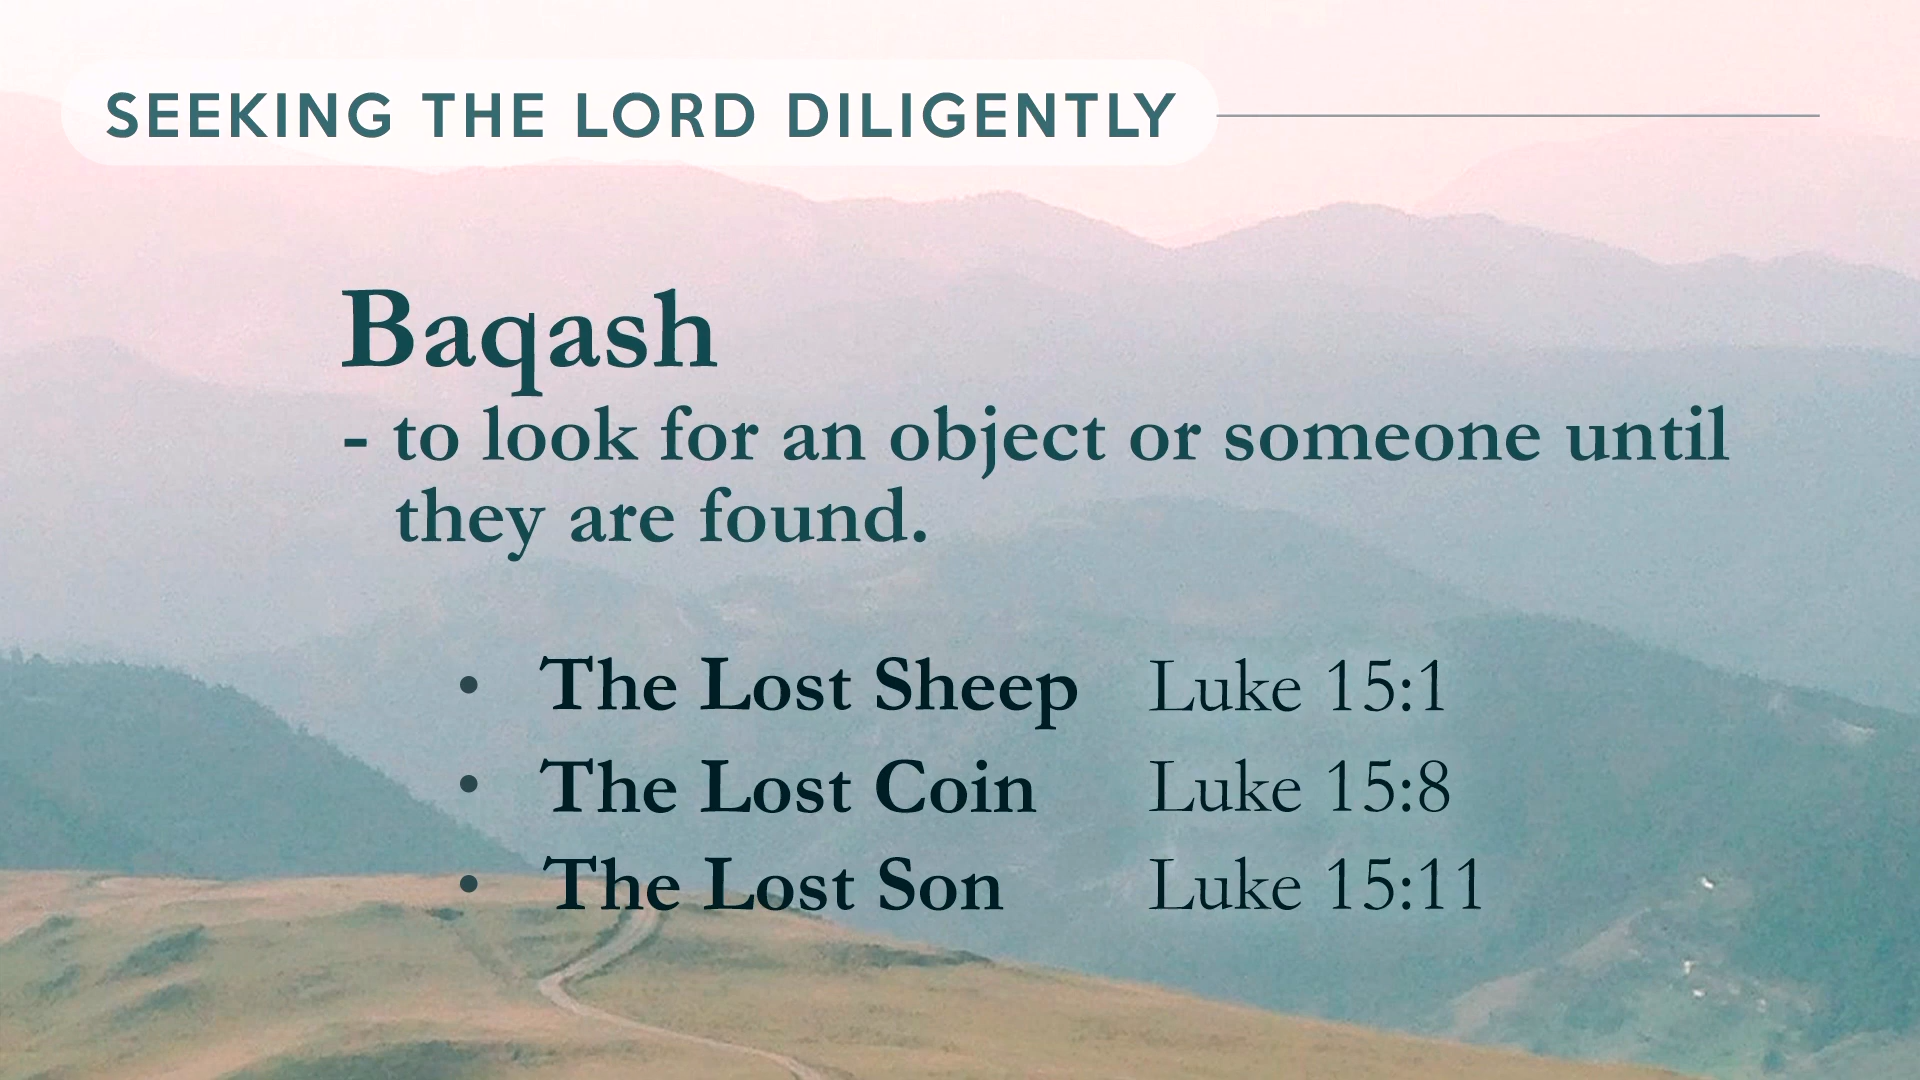 SEEKING THE LORD DILIGENTLY
Baqash
- to look for an object or someone until
they are found.
• The Lost Sheep Luke 15:1
• The Lost Coin Luke 15:8
• The Lost Son Luke 15:11